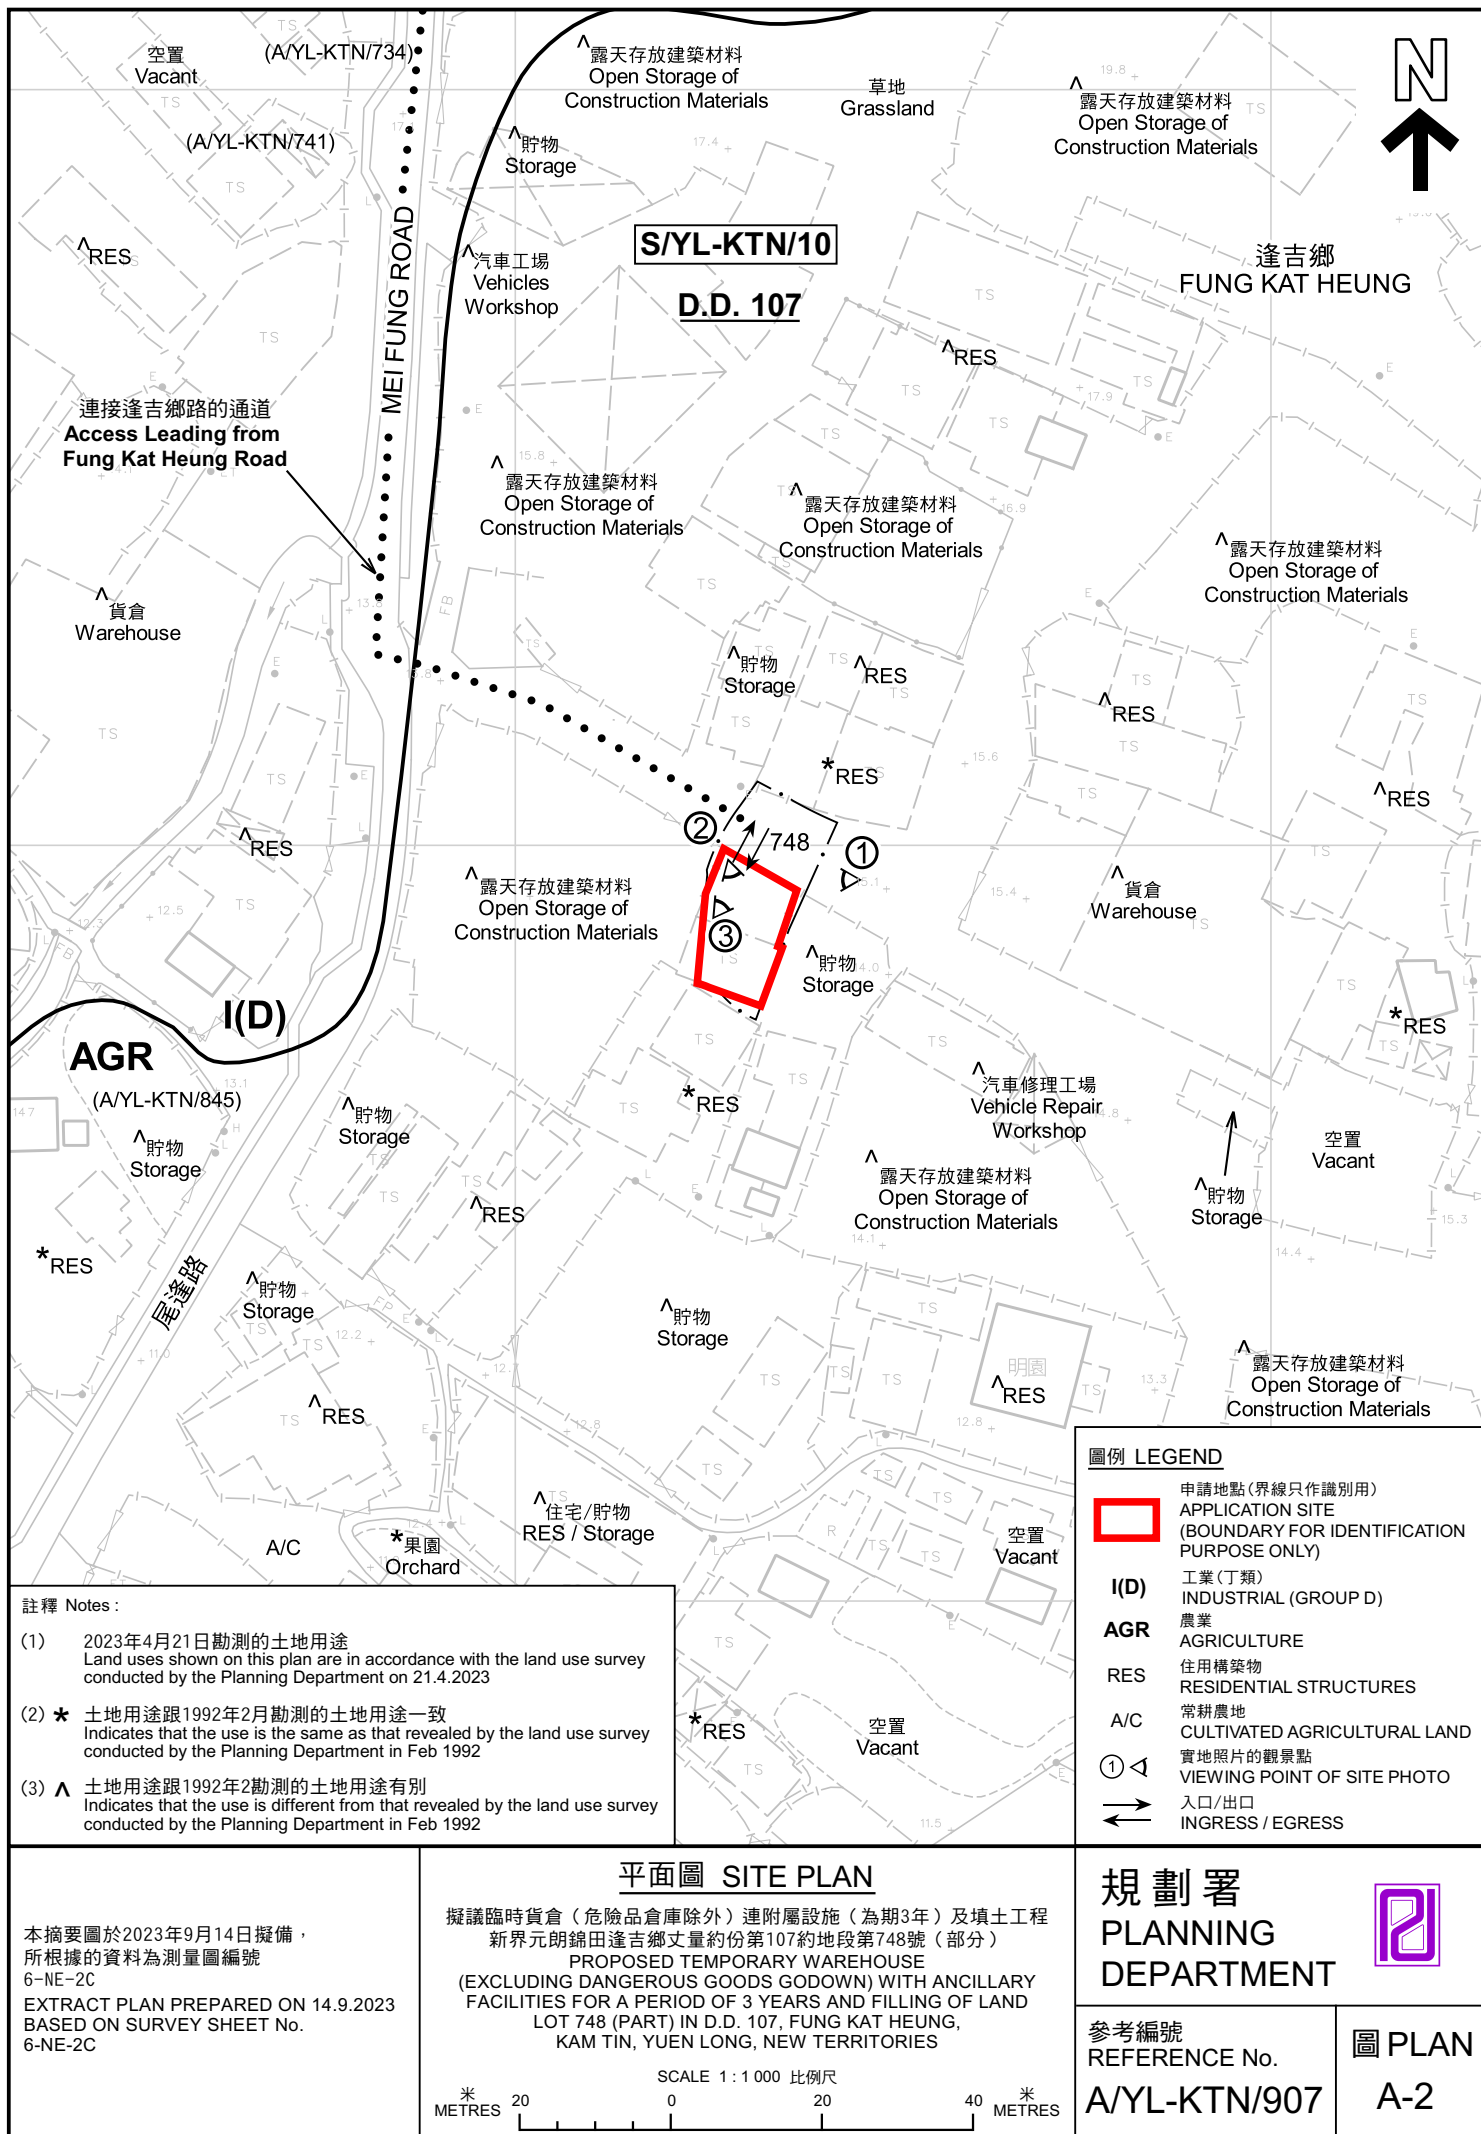 空置
Vacant
(A/YL-KTN/734)
(A/YL-KTN/741)
^露天存放建築材料
Open Storage of
Construction Materials
草地
Grassland
^露天存放建築材料
Open Storage of
Construction Materials
N
^貯物
Storage
^RES
MEI FUNG ROAD
^汽車工場
Vehicles
Workshop
S/YL-KTN/10
D.D. 107
逢吉鄉
FUNG KAT HEUNG
^RES
連接逢吉鄉路的通道
Access Leading from
Fung Kat Heung Road
^露天存放建築材料
Open Storage of
Construction Materials
^露天存放建築材料
Open Storage of
Construction Materials
^露天存放建築材料
Open Storage of
Construction Materials
^貨倉
Warehouse
^貯物
Storage
^RES
^RES
*RES
^RES
^RES
②
748
①
③
^露天存放建築材料
Open Storage of
Construction Materials
^貨倉
Warehouse
^貯物
Storage
I(D)
AGR
(A/YL-KTN/845)
*RES
^貯物
Storage
^貯物
Storage
*RES
^汽車修理工場
Vehicle Repair
Workshop
空置
Vacant
^露天存放建築材料
Open Storage of
Construction Materials
^貯物
Storage
^RES
*RES
尾逢路
^貯物
Storage
^貯物
Storage
明園
^RES
^露天存放建築材料
Open Storage of
Construction Materials
^RES
^住宅/貯物
RES / Storage
A/C
*果園
Orchard
空置
Vacant
*RES
空置
Vacant
註釋 Notes :
(1) 2023年4月21日勘測的土地用途
Land uses shown on this plan are in accordance with the land use survey
conducted by the Planning Department on 21.4.2023
(2) * 土地用途跟1992年2月勘測的土地用途一致
Indicates that the use is the same as that revealed by the land use survey
conducted by the Planning Department in Feb 1992
(3) ^ 土地用途跟1992年2勘測的土地用途有別
Indicates that the use is different from that revealed by the land use survey
conducted by the Planning Department in Feb 1992
圖例 LEGEND
申請地點(界線只作識別用)
APPLICATION SITE
(BOUNDARY FOR IDENTIFICATION
PURPOSE ONLY)
I(D) 工業(丁類)
INDUSTRIAL (GROUP D)
AGR 農業
AGRICULTURE
RES 住用構築物
RESIDENTIAL STRUCTURES
A/C 常耕農地
CULTIVATED AGRICULTURAL LAND
① 實地照片的觀景點
VIEWING POINT OF SITE PHOTO
入口/出口
INGRESS / EGRESS
本摘要圖於2023年9月14日擬備，
所根據的資料為測量圖編號
6-NE-2C
EXTRACT PLAN PREPARED ON 14.9.2023
BASED ON SURVEY SHEET No.
6-NE-2C
平面圖 SITE PLAN
擬議臨時貨倉（危險品倉庫除外）連附屬設施（為期3年）及填土工程
新界元朗錦田逢吉鄉丈量約份第107約地段第748號（部分）
PROPOSED TEMPORARY WAREHOUSE
(EXCLUDING DANGEROUS GOODS GODOWN) WITH ANCILLARY
FACILITIES FOR A PERIOD OF 3 YEARS AND FILLING OF LAND
LOT 748 (PART) IN D.D. 107, FUNG KAT HEUNG,
KAM TIN, YUEN LONG, NEW TERRITORIES
SCALE 1 : 1 000 比例尺
米
METRES 20 0 20 40 米
METRES
規劃署
PLANNING
DEPARTMENT
參考編號
REFERENCE No.
A/YL-KTN/907
圖 PLAN
A-2